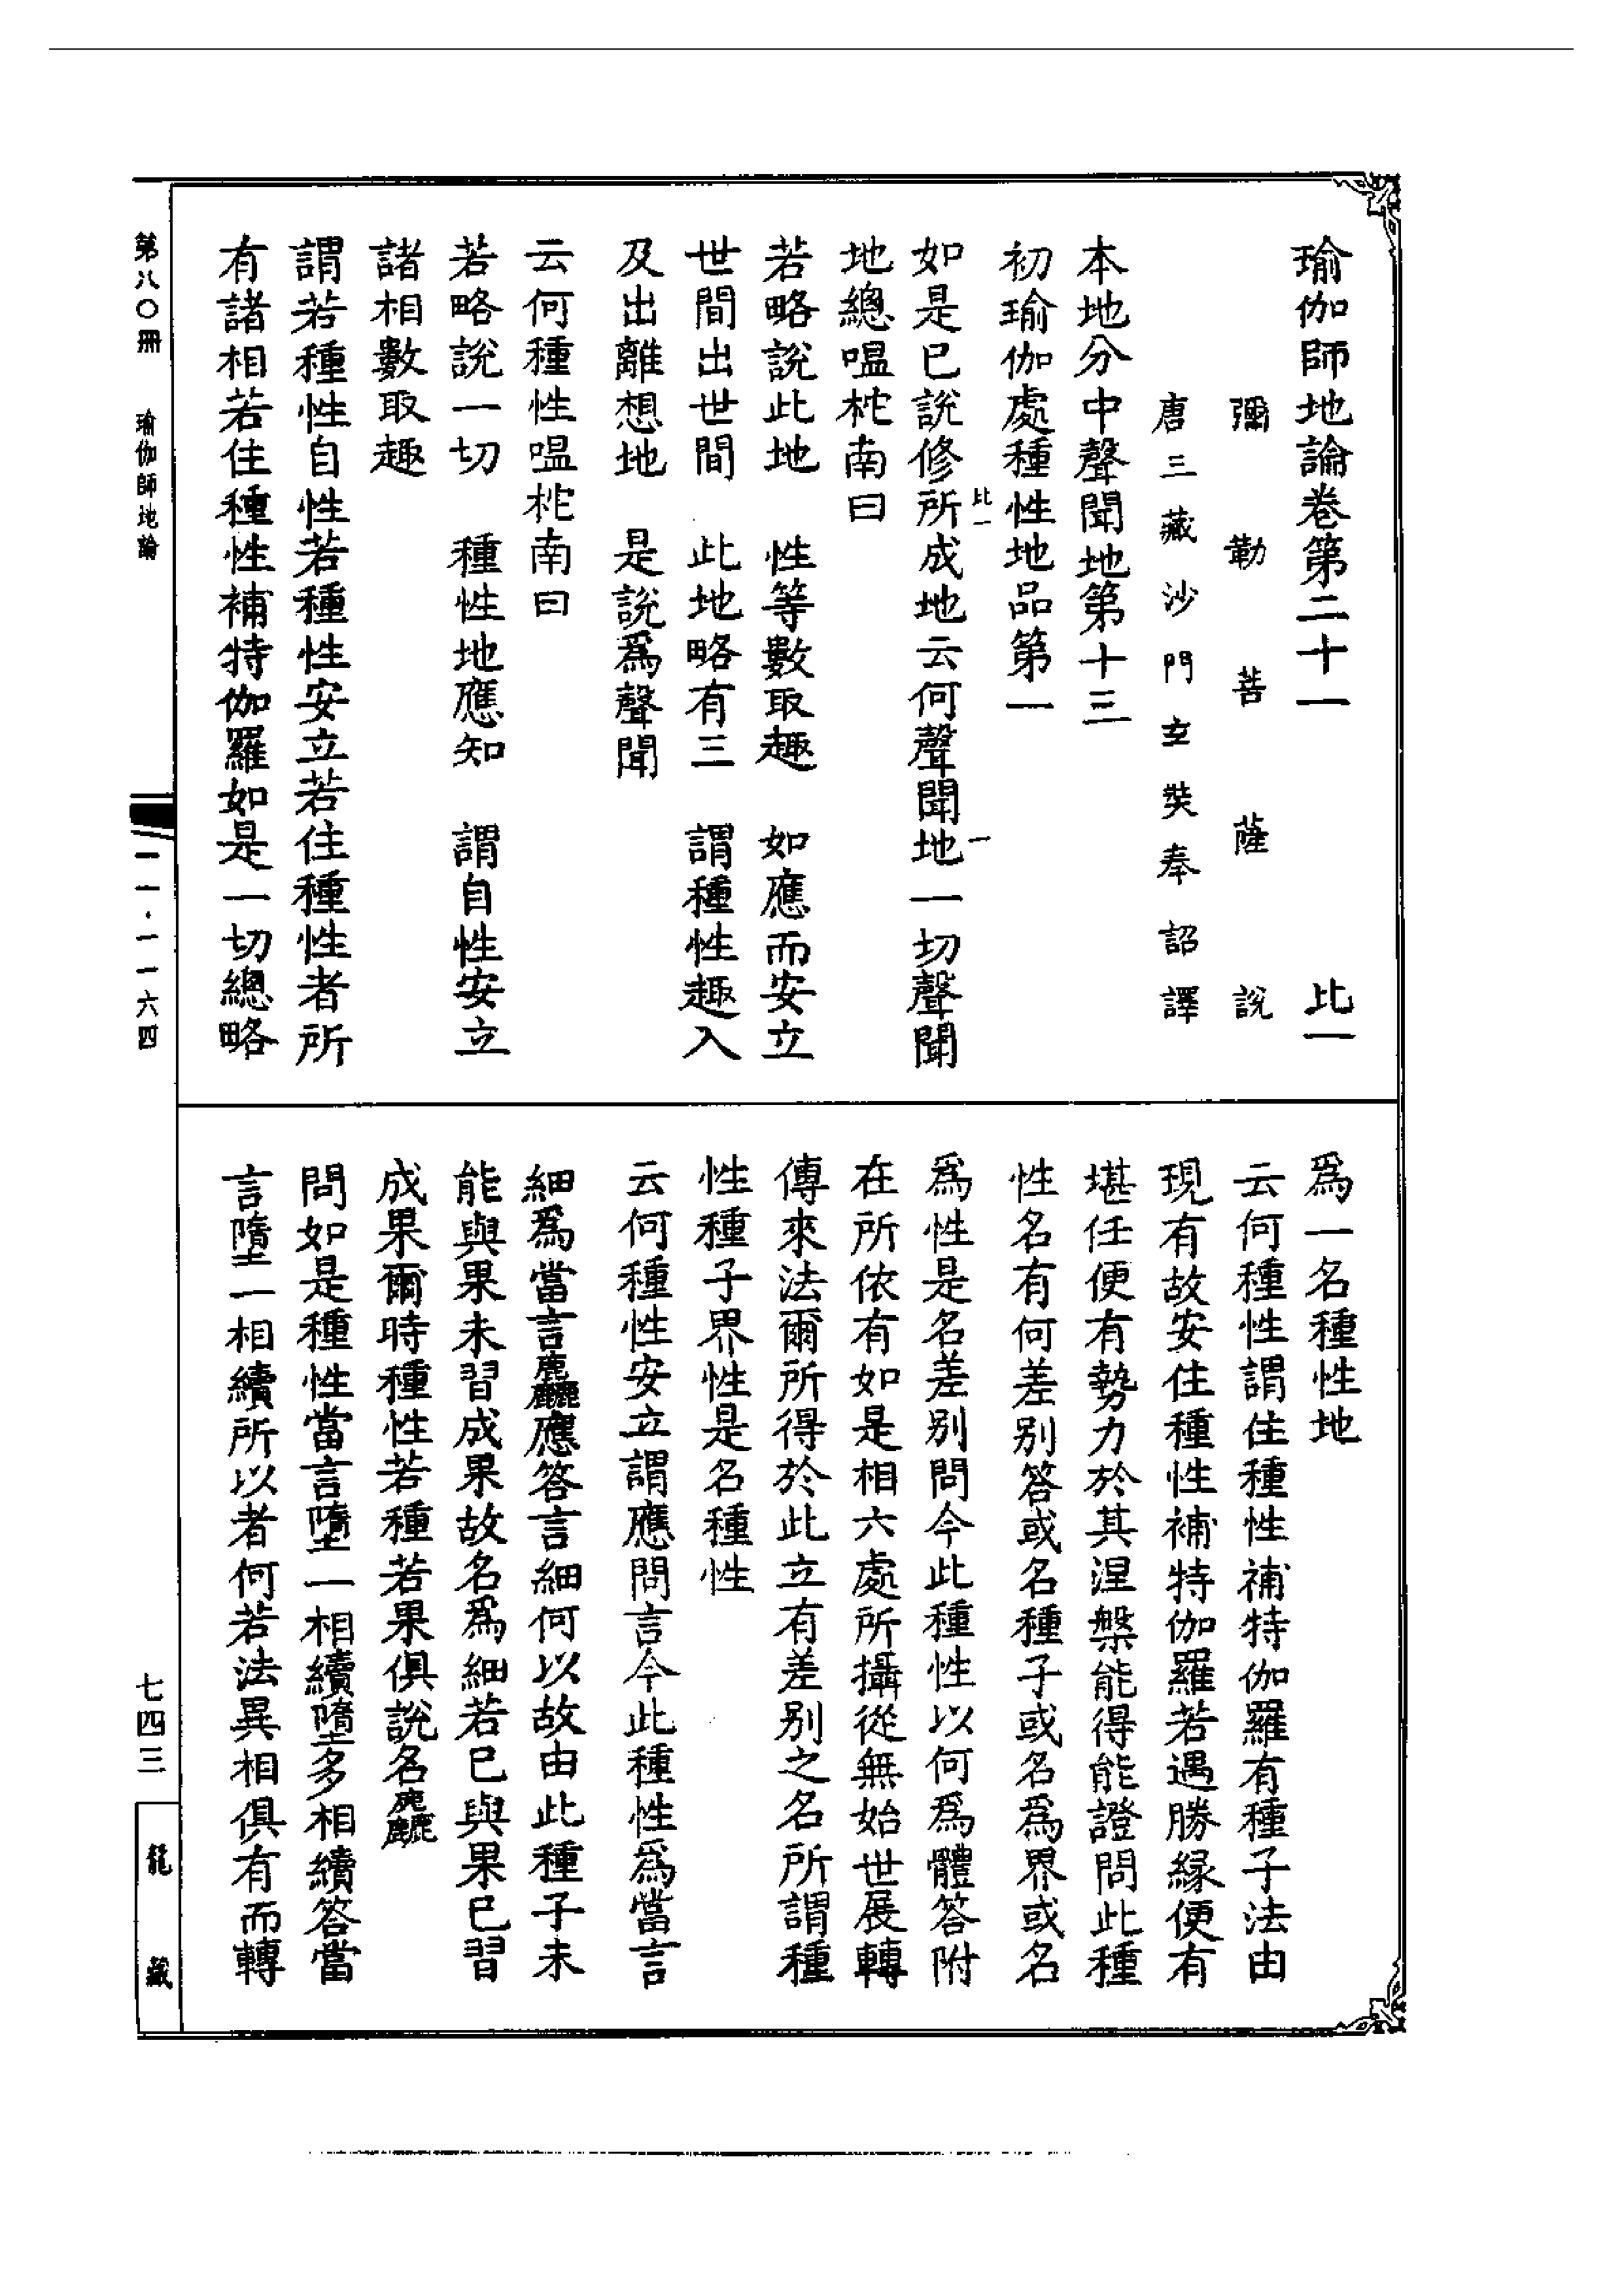 瑜伽師地論卷第二十一　比一
彌勒菩薩說
唐三藏沙門玄奘奉詔譯
本地分中聲聞地第十三
初瑜伽處種性地品第一
比一　一
如是已說修所成地云何聲聞地一切聲聞
地總嗢柁南曰
若略說此地　性等數取趣　如應而安立
世間出世間　此地略有三　謂種性趣入
及出離想地　是說爲聲聞
云何種性嗢柁南曰
若略說一切　種性地應知　謂自性安立
諸相數取趣
謂若種性自性若種性安立若住種性者所
有諸相若住種性補特伽羅如是一切總略
爲一名種性地
云何種性謂住種性補特伽羅有種子法由
現有故安住種性補特伽羅若遇勝緣便有
堪任便有勢力於其涅槃能得能證問此種
性名有何差別答或名種子或名爲界或名
爲性是名差別問今此種性以何爲體答附
在所依有如是相六處所攝從無始世展轉
傳來法爾所得於此立有差別之名所謂種
性種子界性是名種性
云何種性安立謂應問言今此種性爲當言
細爲當言麤應答言細何以故由此種子未
能與果未習成果故名爲細若已與果已習
成果爾時種性若種若果俱說名麤
問如是種性當言墮一相續墮多相續答當
言墮一相續所以者何若法異相俱有而轉
第八〇冊　瑜伽師地論
一一·一一六四
七四三
龍藏